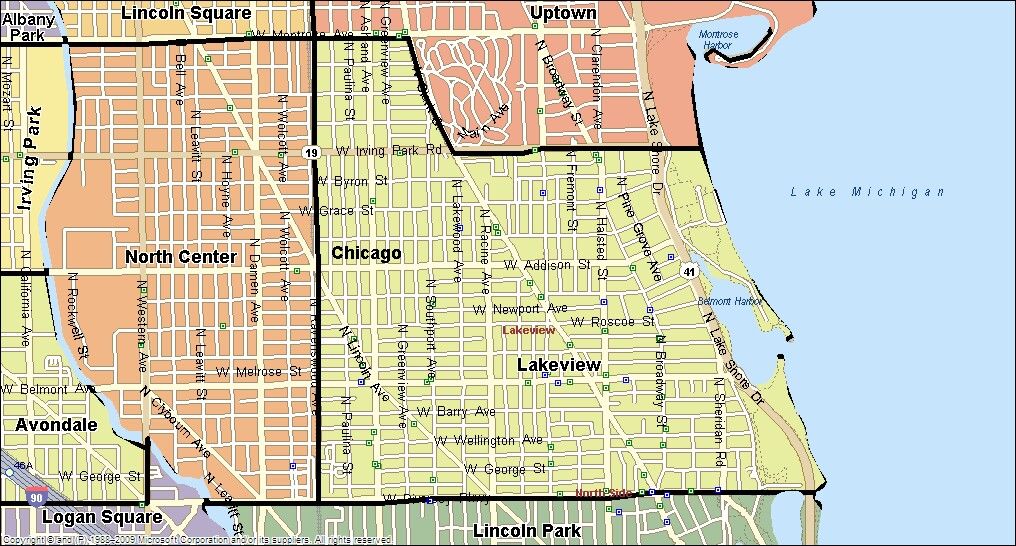 Albany
Park
Lincoln Square
Uptown
Montrose
Harbor
W Montrose Ave
N Mozart St
Bell Ave
N Paulina St
N Ashland Ave
N Greenview Ave
N Broadway St
N Clarendon Ave
N Lake Shore Dr
Irving Park
N Leavitt St
N Wolcott Ave
19
W Irving Park Rd
N Hoyne Ave
W Byron St
N Fremont St
N Halsted St
N Pine Grove Ave
Lake Michigan
W Grace St
N Lakewood Ave
N Racine Ave
N Damen Ave
N Wolcott Ave
North Center
Chicago
W Addison St
41
N California Ave
N Rockwell St
N Western Ave
N Southport Ave
W Newport Ave
Belmont Harbor
W Roscoe St
Lakeview
N Leavitt St
N Ravenswood Ave
N Lincoln Ave
N Greenview Ave
N Broadway St
N Lake Shore Dr
Lakeview
W Melrose St
W Belmont Ave
N Clybourn Ave
N Paulina St
W Barry Ave
N Sheridan Rd
Avondale
W Wellington Ave
46A
W George St
W George St
90
N Leavitt St
North Side
Logan Square
Lincoln Park
Copyright © and (P) 1988–2009 Microsoft Corporation and/or its suppliers. All rights reserved.